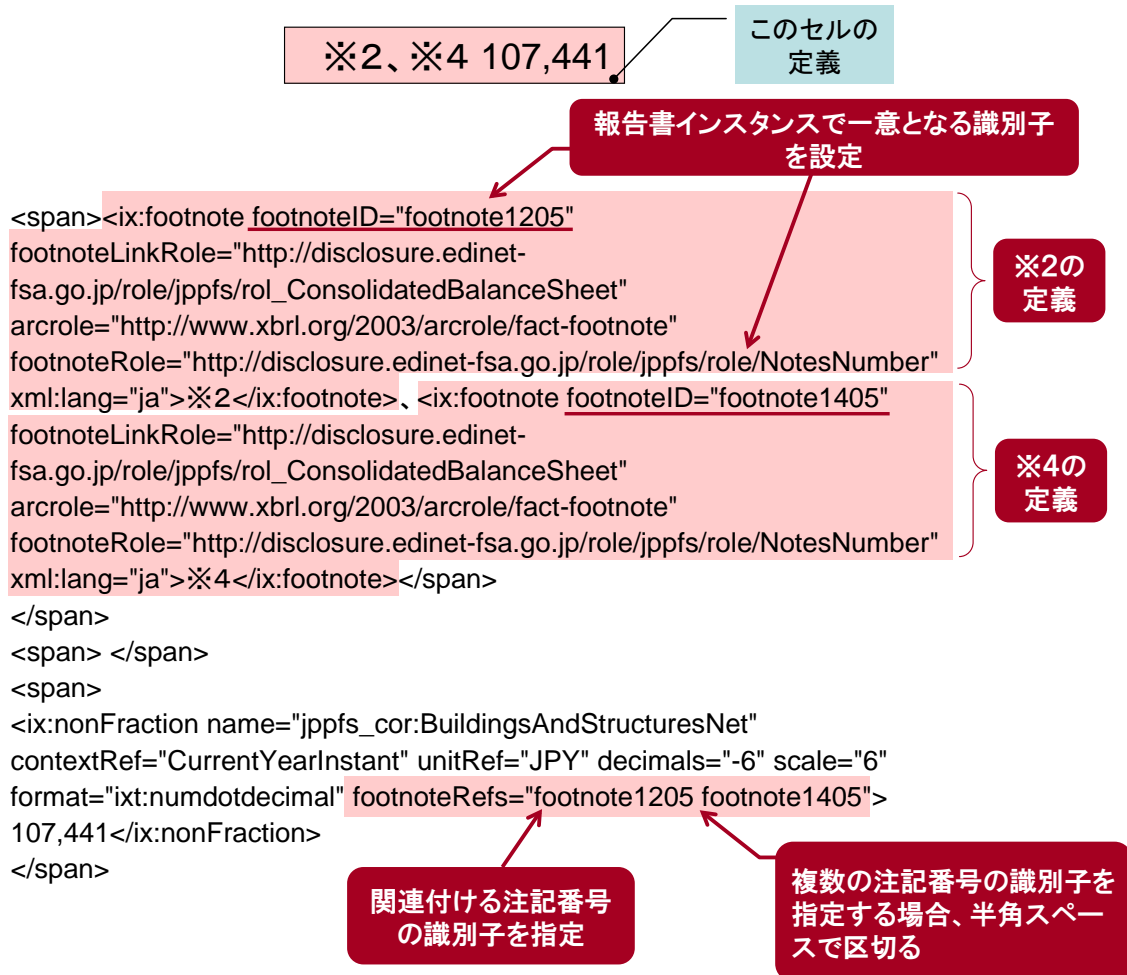 ※2、※4 107,441
このセルの
定義
報告書インスタンスで一意となる識別子
を設定
<span><ix:footnote footnoteID="footnote1205"
footnoteLinkRole="http://disclosure.edinet-
fsa.go.jp/role/jppfs/rol_ConsolidatedBalanceSheet"
arcrole="http://www.xbrl.org/2003/arcrole/fact-footnote"
footnoteRole="http://disclosure.edinet-fsa.go.jp/role/jppfs/role/NotesNumber"
xml:lang="ja">※2</ix:footnote>、<ix:footnote footnoteID="footnote1405"
footnoteLinkRole="http://disclosure.edinet-
fsa.go.jp/role/jppfs/rol_ConsolidatedBalanceSheet"
arcrole="http://www.xbrl.org/2003/arcrole/fact-footnote"
footnoteRole="http://disclosure.edinet-fsa.go.jp/role/jppfs/role/NotesNumber"
xml:lang="ja">※4</ix:footnote></span>
※2の
定義
※4の
定義
</span>
<span> </span>
<span>
<ix:nonFraction name="jppfs_cor:BuildingsAndStructuresNet"
contextRef="CurrentYearInstant" unitRef="JPY" decimals="-6" scale="6"
format="ixt:numdotdecimal" footnoteRefs="footnote1205 footnote1405">
107,441</ix:nonFraction>
</span>
関連付ける注記番号
の識別子を指定
複数の注記番号の識別子を
指定する場合、半角スペー
スで区切る